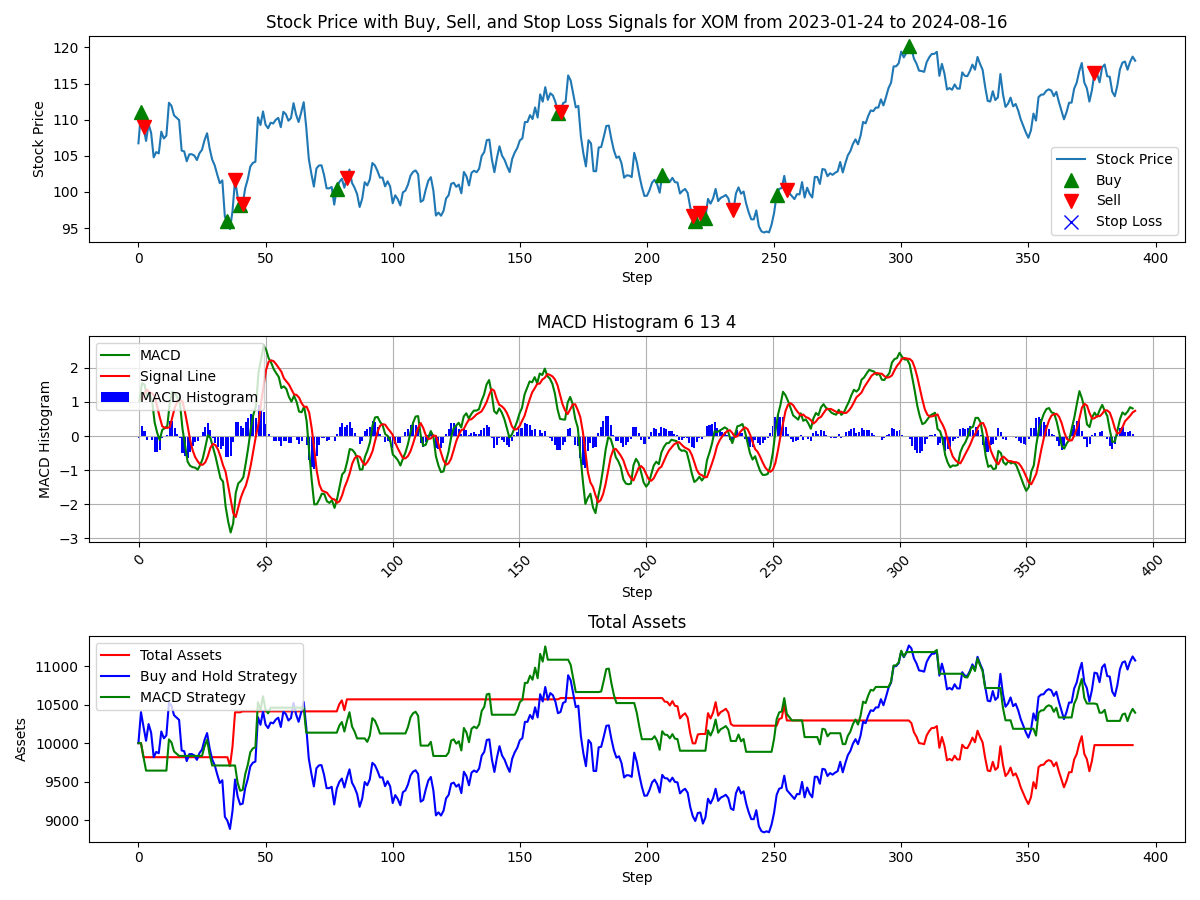 Stock Price with Buy, Sell, and Stop Loss Signals for XOM from 2023-01-24 to 2024-08-16
120
115
110
105
100
95
Stock Price
Stock Price
Buy
Sell
Stop Loss
0 50 100 150 200 250 300 350 400
Step
MACD Histogram 6 13 4
2
1
0
−1
−2
−3
MACD Histogram
MACD
Signal Line
MACD Histogram
0 50 100 150 200 250 300 350 400
Step
Total Assets
11000
10500
10000
9500
9000
Assets
Total Assets
Buy and Hold Strategy
MACD Strategy
0 50 100 150 200 250 300 350 400
Step